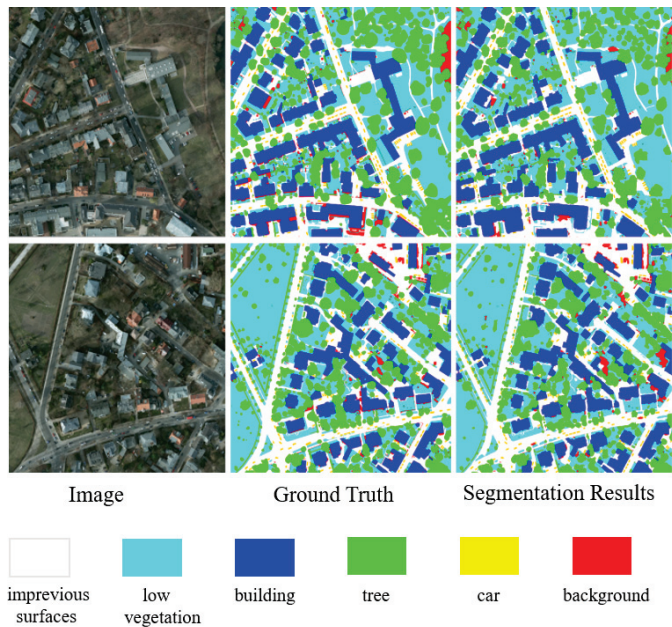 Image Ground Truth Segmentation Results
imprevious low building tree car background
surfaces vegetation